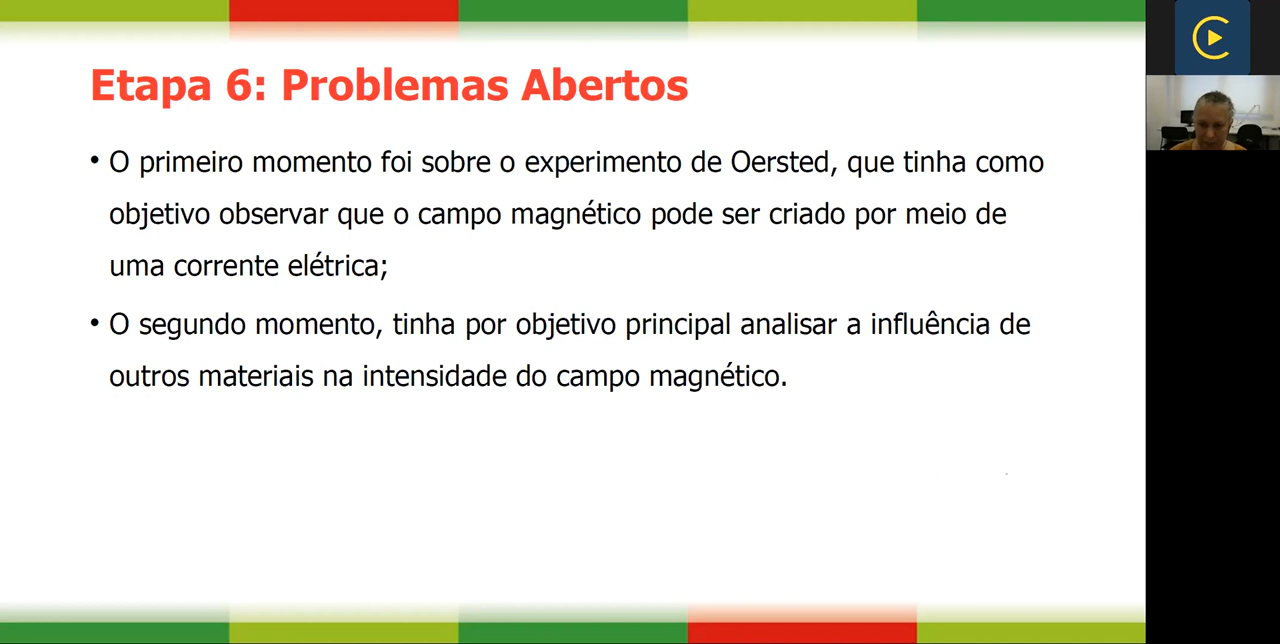 Etapa 6: Problemas Abertos
• O primeiro momento foi sobre o experimento de Oersted, que tinha como
objetivo observar que o campo magnético pode ser criado por meio de
uma corrente elétrica;
• O segundo momento, tinha por objetivo principal analisar a influência de
outros materiais na intensidade do campo magnético.